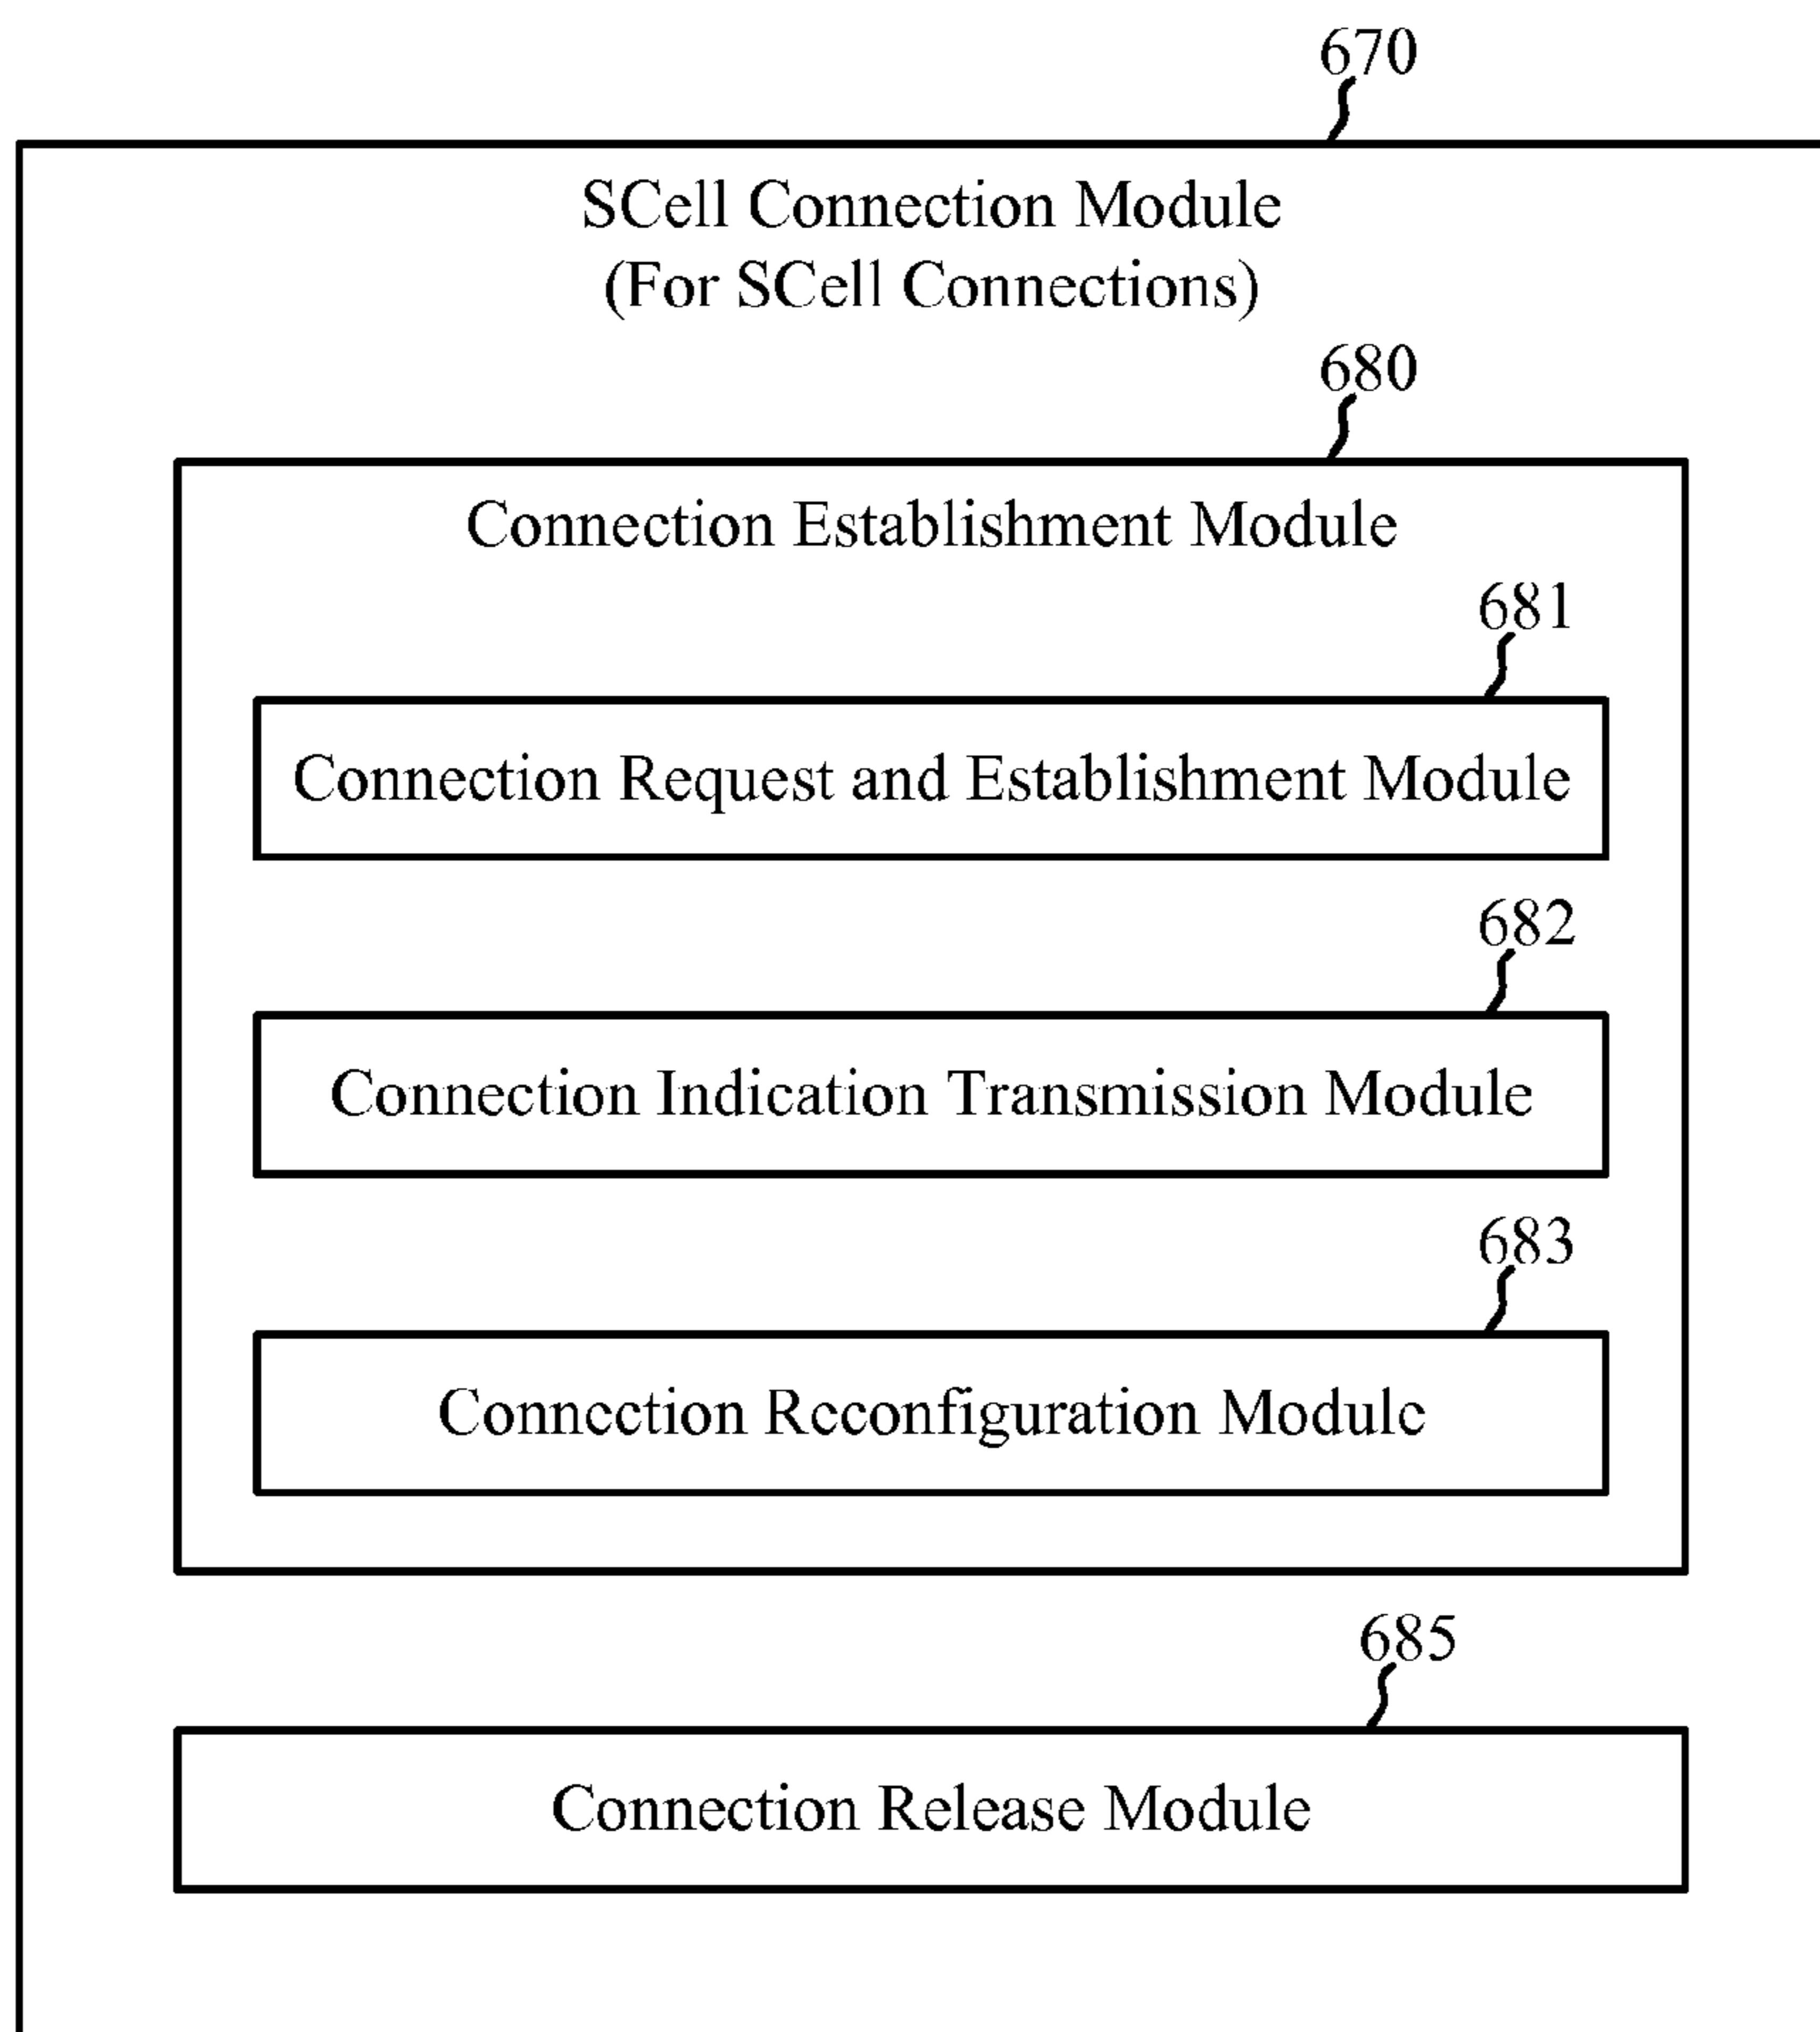 670
SCell Connection Module
(For SCell Connections)
680
Connection Establishment Module
681
Connection Request and Establishment Module
682
Connection Indication Transmission Module
683
Connection Reconfiguration Module
685
Connection Release Module